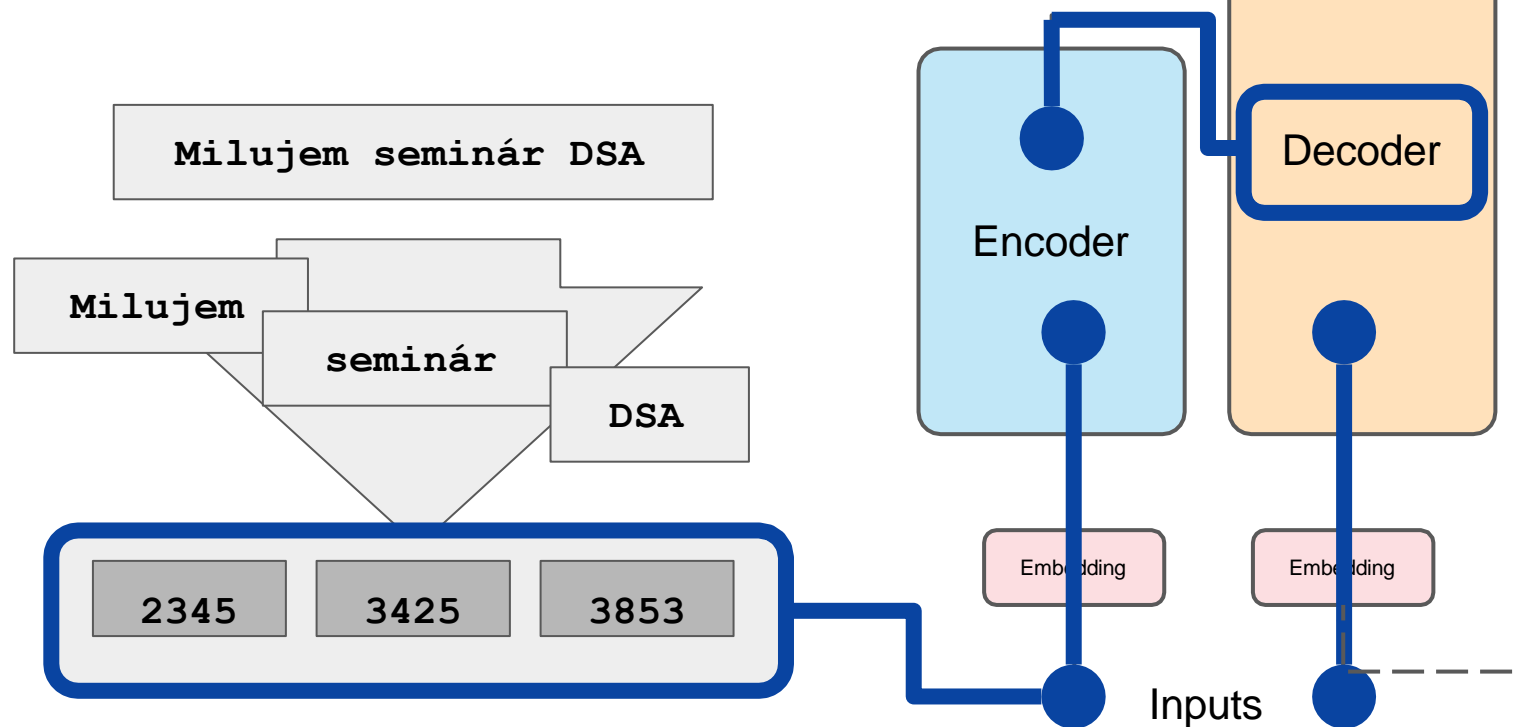 Milujem seminár DSA
Milujem
seminár
DSA
2345 3425 3853
Encoder
Decoder
Embedding
Embedding
Inputs